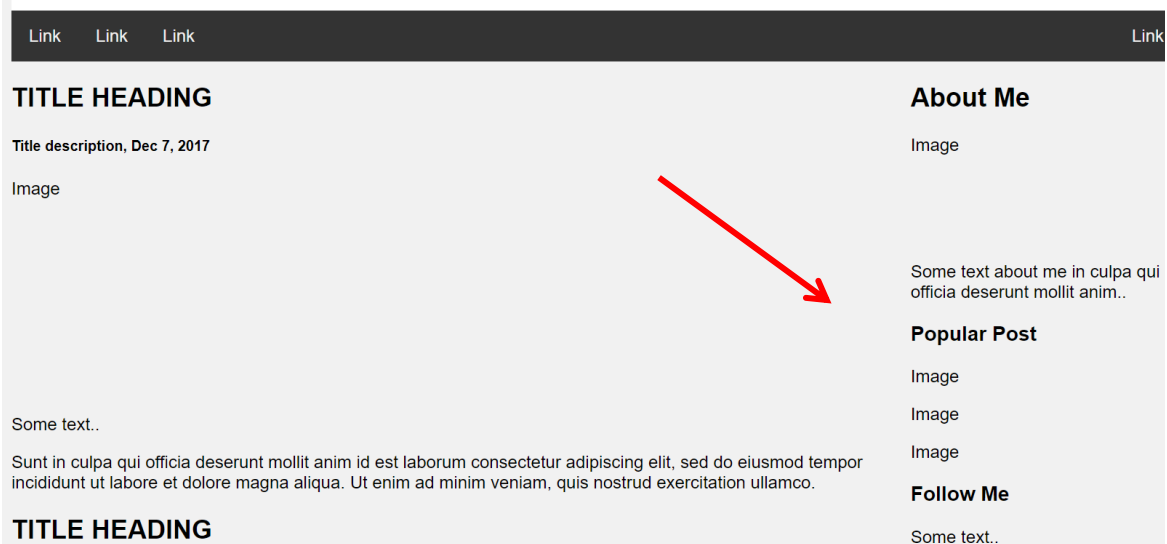 Link Link Link Link
TITLE HEADING
Title description, Dec 7, 2017
Image
Some text..
Sunt in culpa qui officia deserunt mollit anim id est laborum consectetur adipiscing elit, sed do eiusmod tempor
incididunt ut labore et dolore magna aliqua. Ut enim ad minim veniam, quis nostrud exercitation ullamco.
TITLE HEADING
About Me
Image
Some text about me in culpa qui
officia deserunt mollit anim..
Popular Post
Image
Image
Image
Follow Me
Some text..